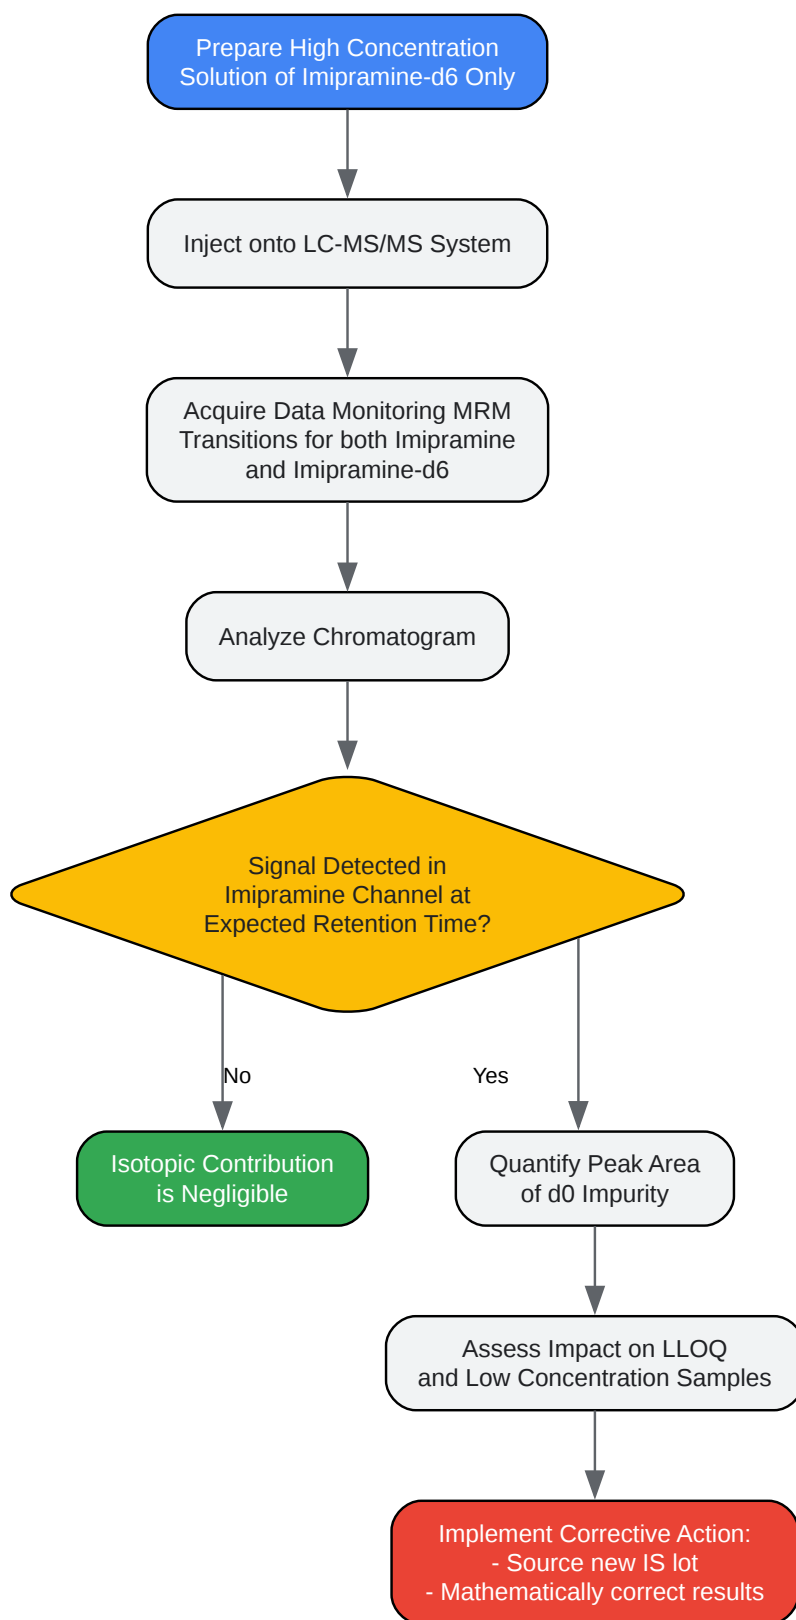 Prepare High Concentration
Solution of Imipramine-d6 Only
Inject onto LC-MS/MS System
Acquire Data Monitoring MRM
Transitions for both Imipramine
and Imipramine-d6
Analyze Chromatogram
Signal Detected in
Imipramine Channel at
Expected Retention Time?
No
Yes
Isotopic Contribution
is Negligible
Quantify Peak Area
of d0 Impurity
Assess Impact on LLOQ
and Low Concentration Samples
Implement Corrective Action:
- Source new IS lot
- Mathematically correct results